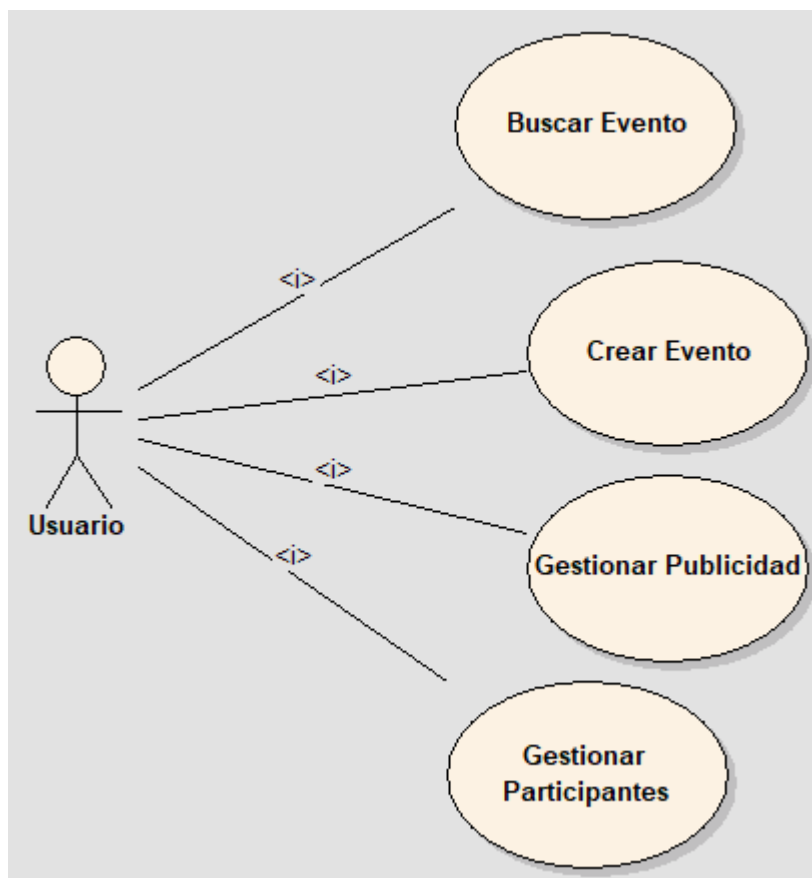 Buscar Evento
<i>
Crear Evento
<i>
<i>
Usuario
Gestionar Publicidad
<i>
Gestionar
Participantes